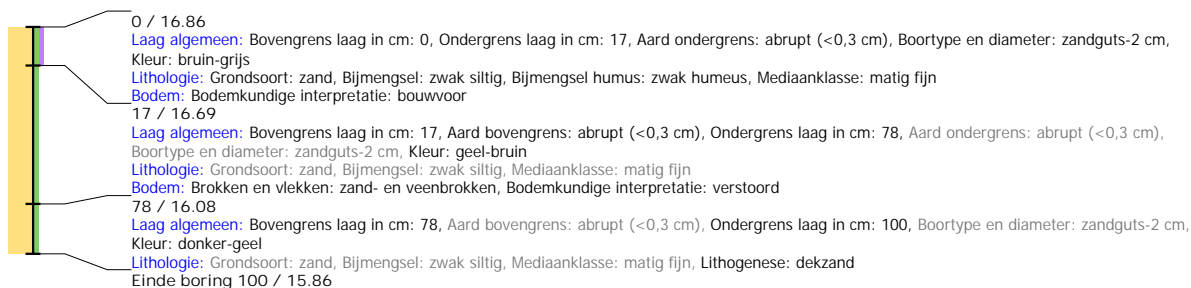 0 / 16.86
Laag algemeen: Bovengrens laag in cm: 0, Ondergrens laag in cm: 17, Aard ondergrens: abrupt (<0,3 cm), Boortype en diameter: zandguts-2 cm,
Kleur: bruin-grijs
Lithologie: Grondsoort: zand, Bijmengsel: zwak siltig, Bijmengsel humus: zwak humeus, Mediaanklasse: matig fijn
Bodem: Bodemkundige interpretatie: bouwvoor
17 / 16.69
Laag algemeen: Bovengrens laag in cm: 17, Aard bovengrens: abrupt (<0,3 cm), Ondergrens laag in cm: 78, Aard ondergrens: abrupt (<0,3 cm),
Boortype en diameter: zandguts-2 cm, Kleur: geel-bruin
Lithologie: Grondsoort: zand, Bijmengsel: zwak siltig, Mediaanklasse: matig fijn
Bodem: Brokken en vlekken: zand- en veenbrokken, Bodemkundige interpretatie: verstoord
78 / 16.08
Laag algemeen: Bovengrens laag in cm: 78, Aard bovengrens: abrupt (<0,3 cm), Ondergrens laag in cm: 100, Boortype en diameter: zandguts-2 cm,
Kleur: donker-geel
Lithologie: Grondsoort: zand, Bijmengsel: zwak siltig, Mediaanklasse: matig fijn, Lithogenese: dekzand
Einde boring 100 / 15.86